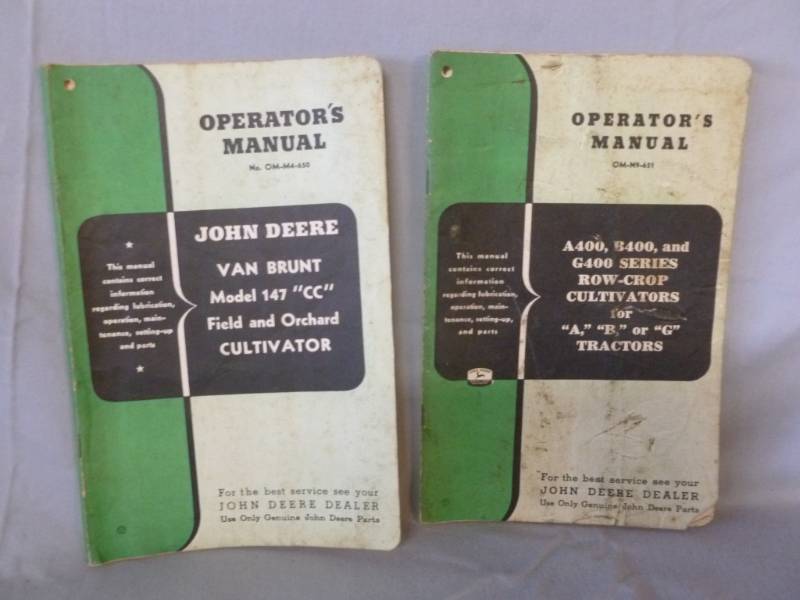 OPERATOR'S
MANUAL
No. OM-M4-650
JOHN DEERE
VAN BRUNT
Model 147 "CC"
Field and Orchard
CULTIVATOR
This manual
contains correct
information
regarding lubrication,
operation, main-
tenance, setting-up
and parts
For the best service see your
JOHN DEERE DEALER
Use Only Genuine John Deere Parts
OPERATOR'S
MANUAL
OM-N9-651
A400, B400, and
G400 SERIES
ROW-CROP
CULTIVATORS
for
"A," "B," or "G"
TRACTORS
This manual
contains correct
information
regarding lubrication,
operation, main-
tenance, setting-up,
and parts
For the best service see your
JOHN DEERE DEALER
Use Only Genuine John Deere Parts